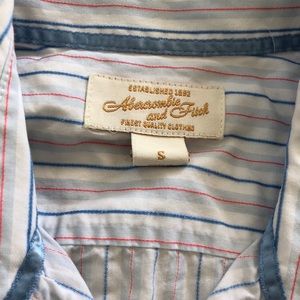 ESTABLISHED 1892
Abercrombie
and Fitch
FINEST QUALITY CLOTHES
S